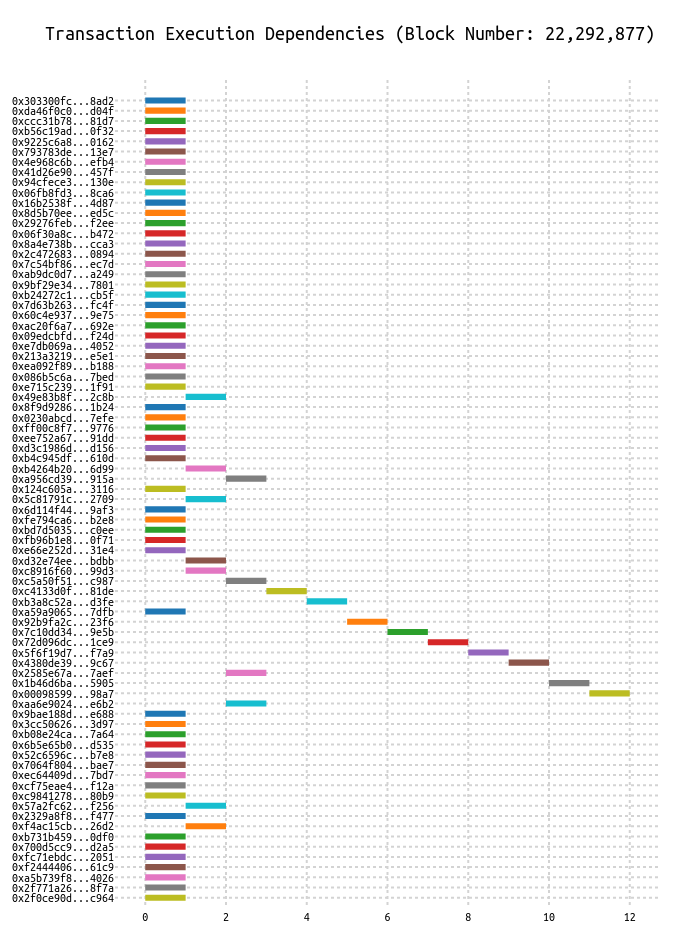 Transaction Execution Dependencies (Block Number: 22,292,877)
0x303300fc...8ad2
0xda46f0c0...d04f
0xccc31b78...81d7
0xb56c19ad...0f32
0x9225c6a8...0162
0x793783de...13e7
0x4e968c6b...efb4
0x41d26e90...457f
0x94cfece3...130e
0x06fb8fd3...8ca6
0x16b2538f...4d87
0x8d5b70ee...ed5c
0x29276feb...f2ee
0x06f30a8c...b472
0x8a4e738b...cca3
0x2c472683...0894
0x7c54bf86...ec7d
0xab9dc0d7...a249
0x9bf29e34...7801
0xb24272c1...cb5f
0x7d63b263...fc4f
0x60c4e937...9e75
0xac20f6a7...692e
0x09edcbfd...f24d
0xe7db069a...4052
0x213a3219...e5e1
0xea092f89...b188
0x086b5c6a...7bed
0xe715c239...1f91
0x49e83b8f...2c8b
0x8f9d9286...1b24
0x0230abcd...7efe
0xff00c8f7...9776
0xee752a67...91dd
0xd3c1986d...d156
0xb4c945df...610d
0xb4264b20...6d99
0xa956cd39...915a
0x124c605a...3116
0x5c81791c...2709
0x6d114f44...9af3
0xfe794ca6...b2e8
0xbd7d5035...c0ee
0xfb96b1e8...0f71
0xe66e252d...31e4
0xd32e74ee...bdbb
0xc8916f60...99d3
0xc5a50f51...c987
0xc4133d0f...81de
0xb3a8c52a...d3fe
0xa59a9065...7dfb
0x92b9fa2c...23f6
0x7c10dd34...9e5b
0x72d096dc...1ce9
0x5f6f19d7...f7a9
0x4380de39...9c67
0x2585e67a...7aef
0x1b46d6ba...5905
0x00098599...98a7
0xaa6e9024...e6b2
0x9bae188d...e688
0x3cc50626...3d97
0xb08e24ca...7a64
0x6b5e65b0...d535
0x52c6596c...b7e8
0x7064f804...bae7
0xec64409d...7bd7
0xcf75eae4...f12a
0xc9841278...80b9
0x57a2fc62...f256
0x2329a8f8...f477
0xf4ac15cb...26d2
0xb731b459...0df0
0x700d5cc9...d2a5
0xfc71ebdc...2051
0xf2444406...61c9
0xa5b739f8...4026
0x2f771a26...8f7a
0x2f0ce90d...c964
0 2 4 6 8 10 12